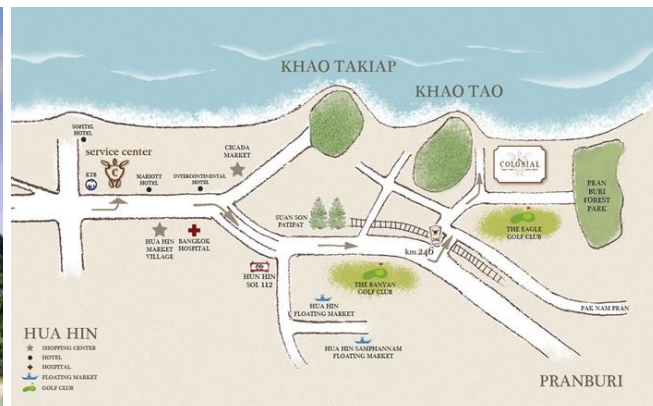 KHAO TAKIAP
KHAO TAO
SOFITEL
HOTEL
service center
C
KTB
MARIOTT
HOTEL
INTERCONTINENTAL
HOTEL
CICADA
MARKET
COLONIAL
PRAN
BURI
FOREST
PARK
SUAN SON
PATIPAT
HUA HIN
MARKET
VILLAGE
BANGKOK
HOSPITAL
THE EAGLE
GOLF CLUB
km.246
HUN HIN
SOI. 112
THE BANYAN
GOLF CLUB
HUA HIN
FLOATING MARKET
PAK NAM PRAN
HUA HIN SAMPHANNAM
FLOATING MARKET
HUA HIN
SHOPPING CENTER
HOTEL
HOSPITAL
FLOATING MARKET
GOLF CLUB
PRANBURI